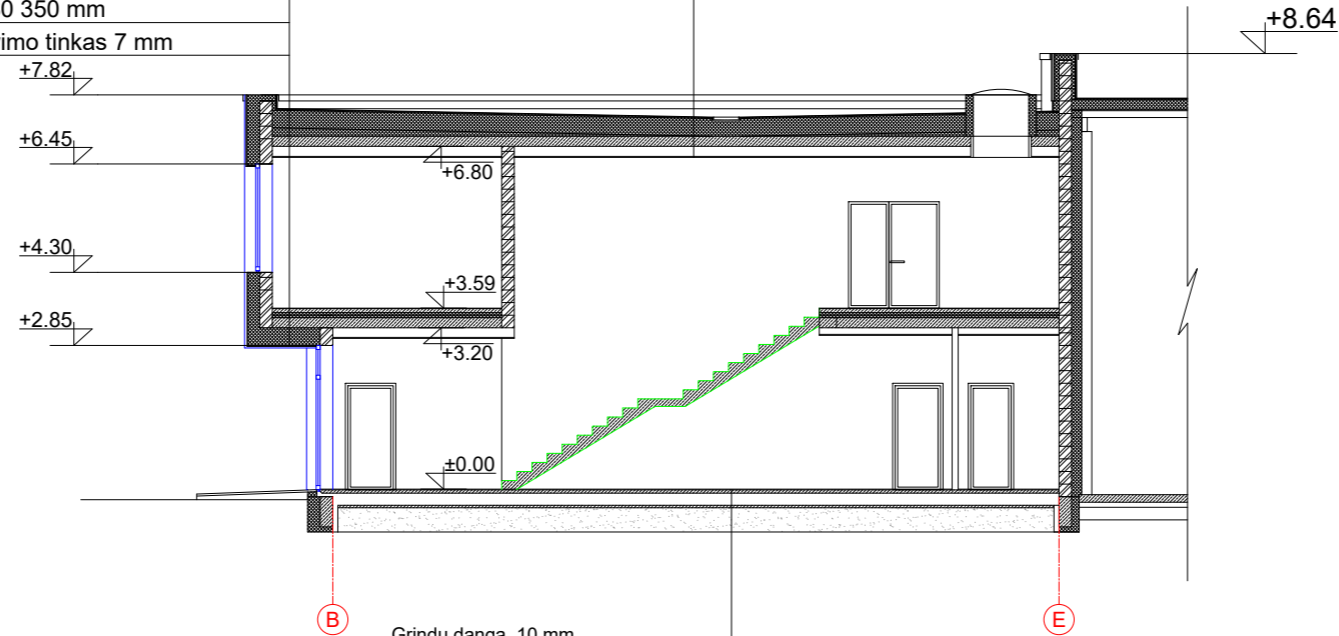 0 350 mm
imo tinkas 7 mm
+8.64
+7.82
+6.45
+6.80
+4.30
+3.59
+2.85
+3.20
±0.00
B
E
Grindų danga 10 mm